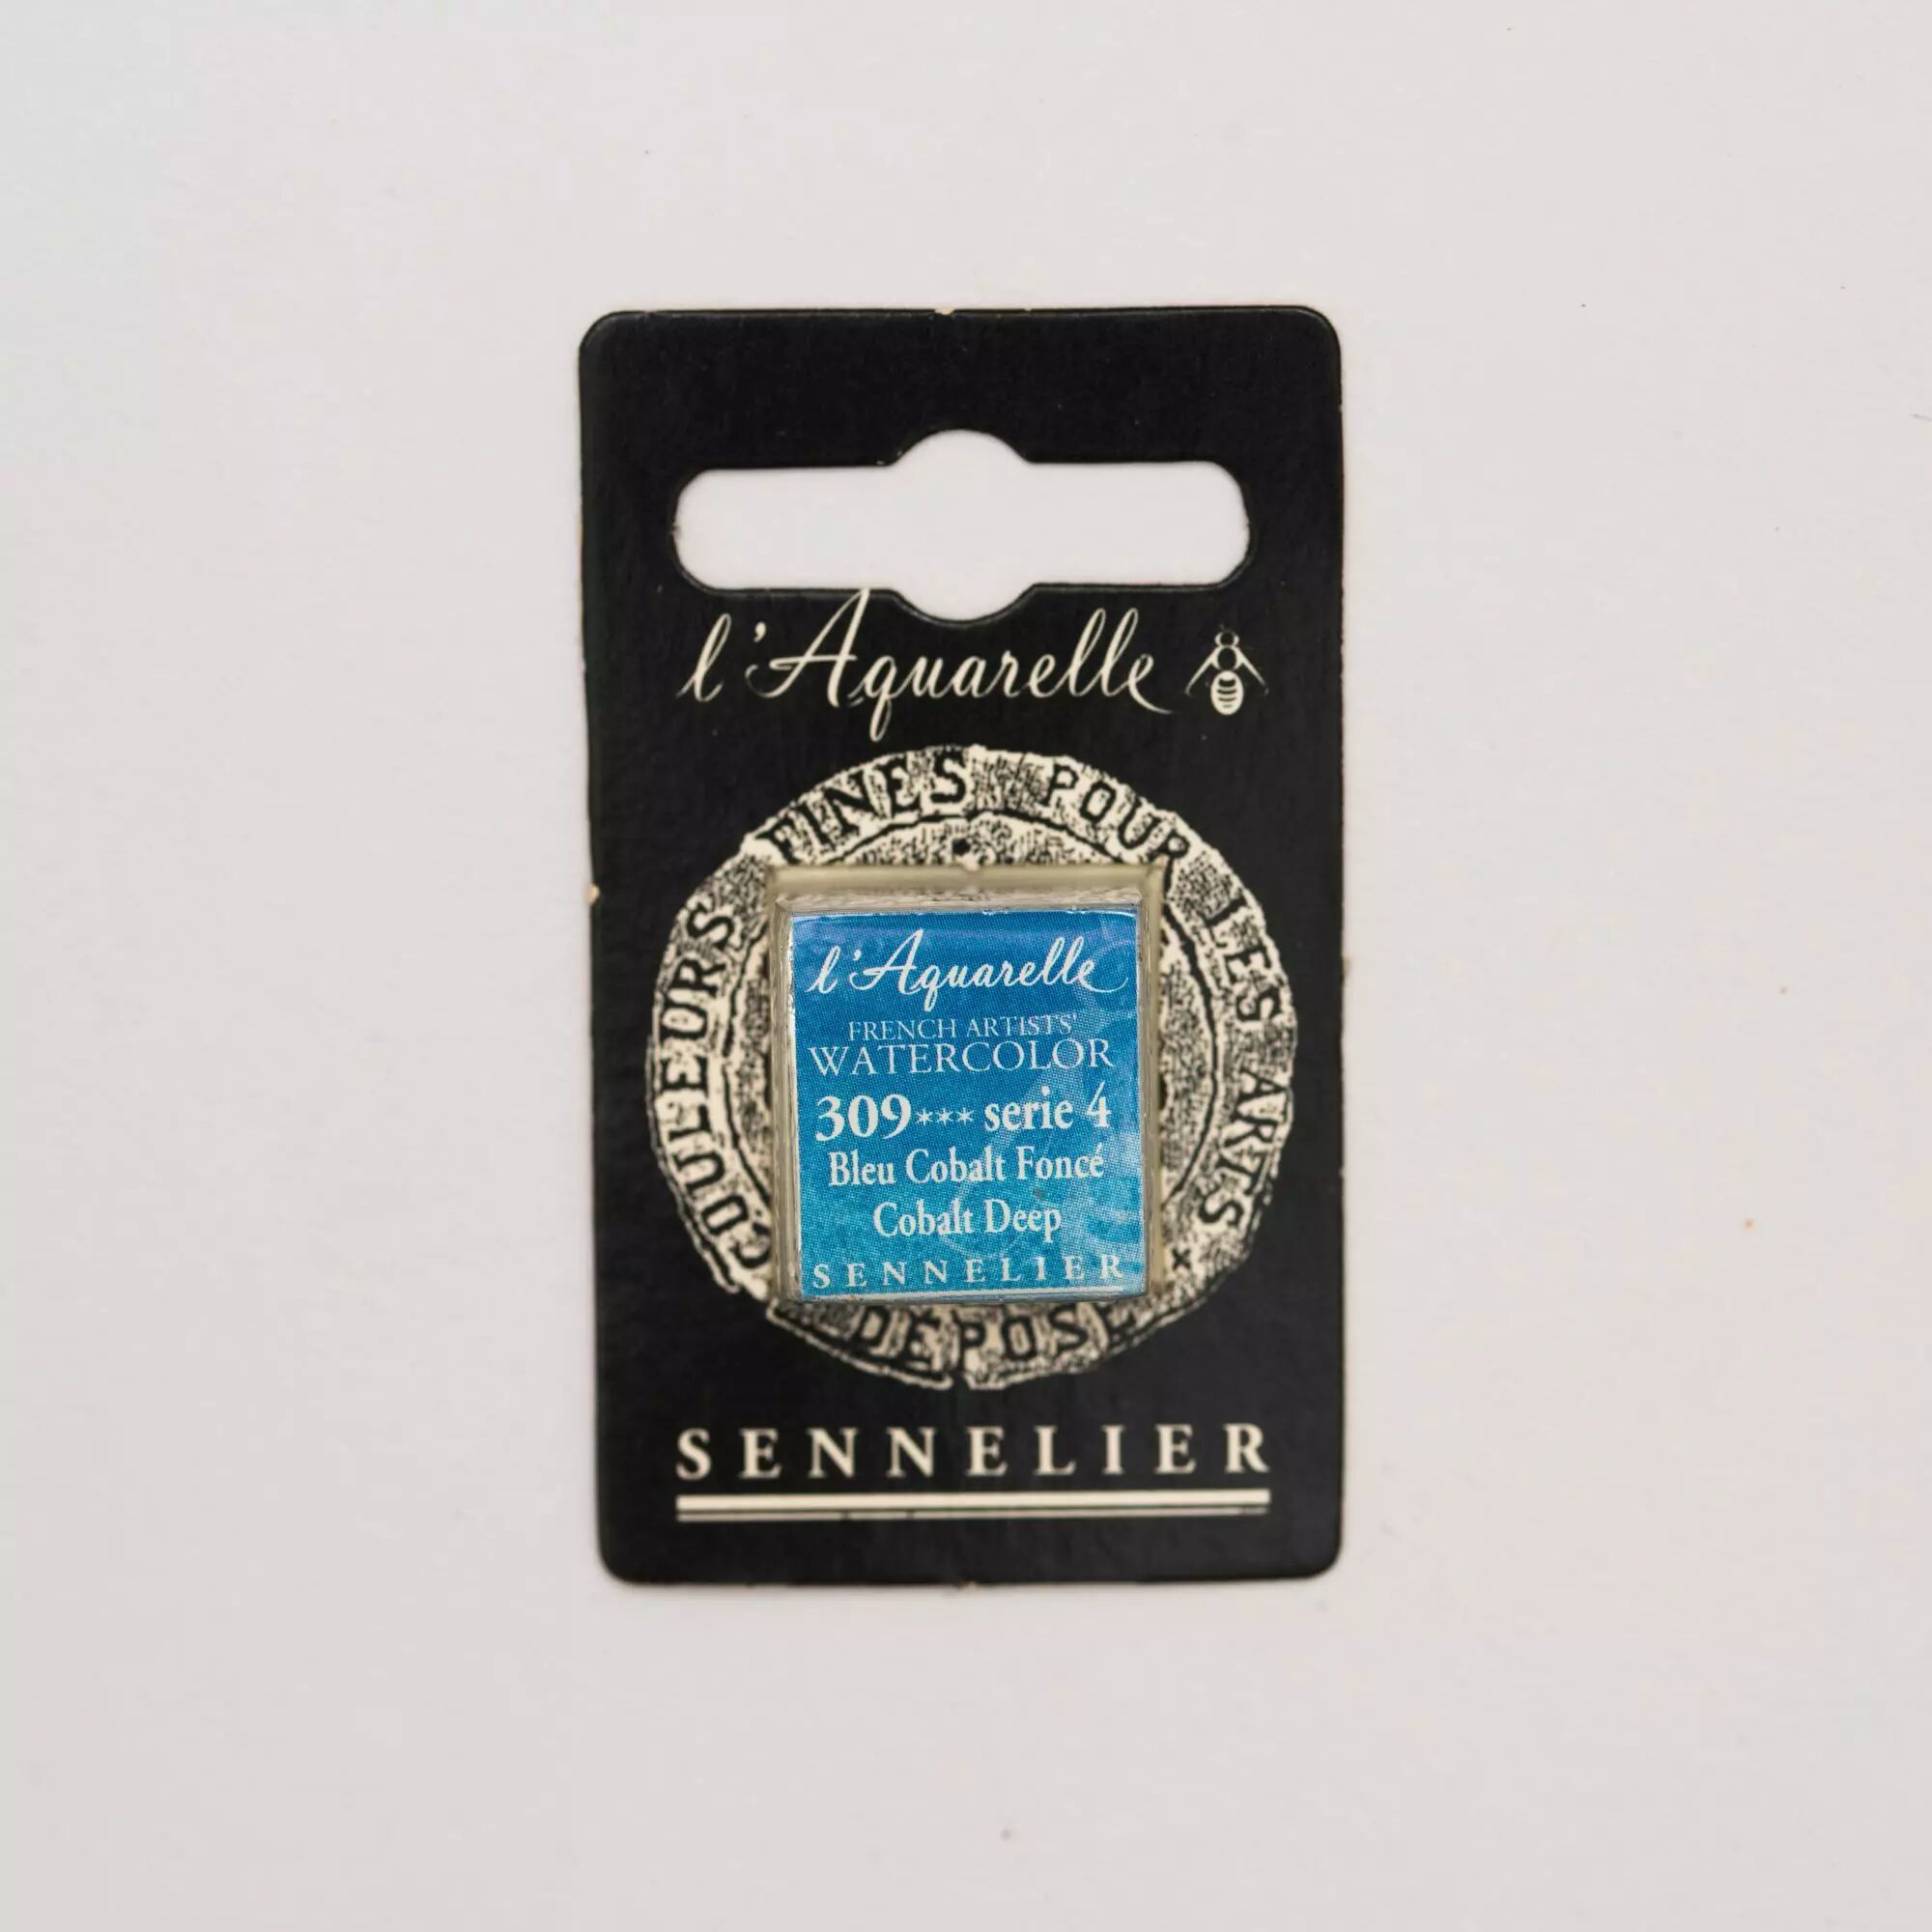 l'Aquarelle
COULEURS FINES POUR LES ARTS
l'Aquarelle
FRENCH ARTISTS'
WATERCOLOR
309*** serie 4
Bleu Cobalt Foncé
Cobalt Deep
SENNELIER
DÉPOSÉ
SENNELIER